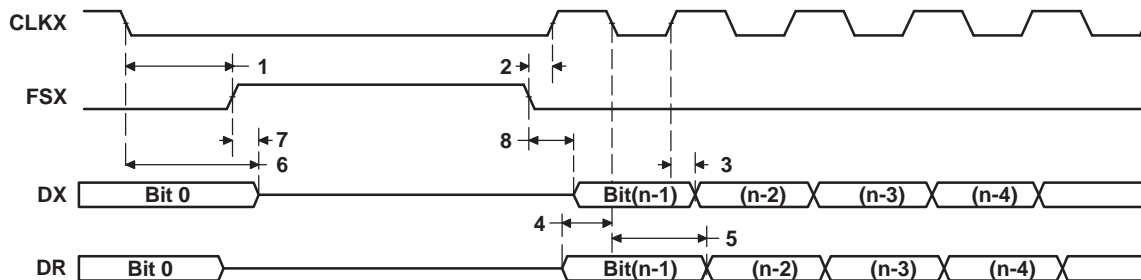 CLKX
1
2
FSX
7
8
6
3
DX
Bit 0
Bit(n-1)
(n-2)
(n-3)
(n-4)
4
5
DR
Bit 0
Bit(n-1)
(n-2)
(n-3)
(n-4)